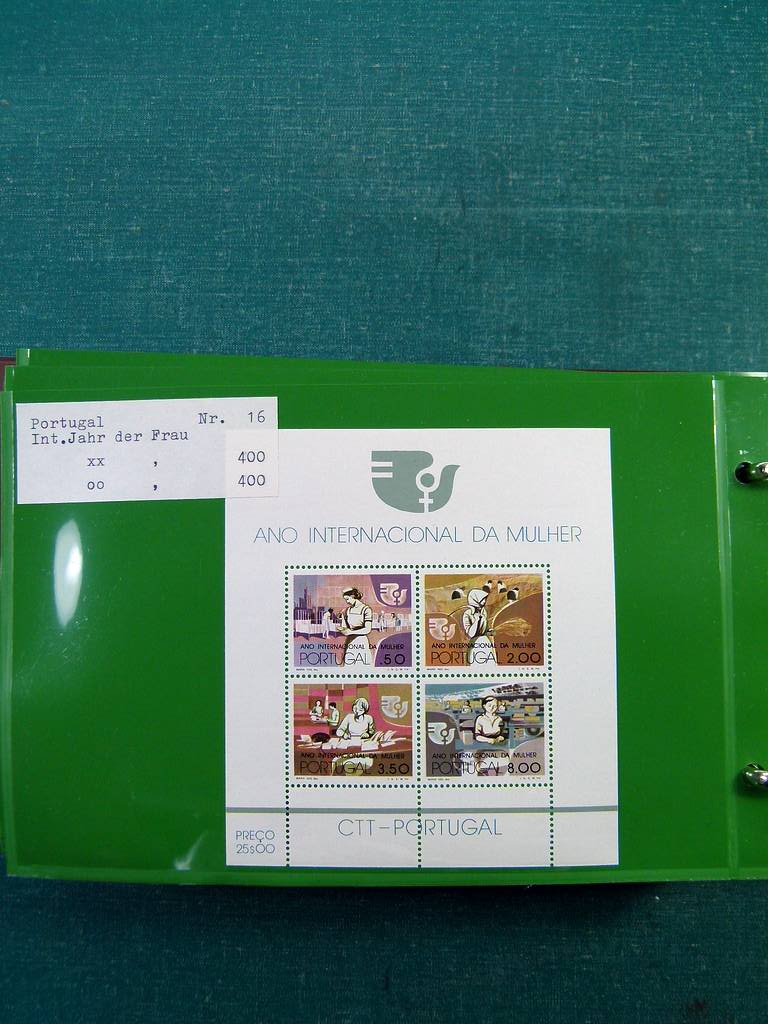 Portugal Nr. 16
Int.Jahr der Frau
xx , 400
oo , 400
ANO INTERNACIONAL DA MULHER
ANO INTERNACIONAL DA MULHER
PORTUGAL .50
ANO INTERNACIONAL DA MULHER
PORTUGAL 2.00
ANO INTERNACIONAL DA MULHER
PORTUGAL 3.50
ANO INTERNACIONAL DA MULHER
PORTUGAL 8.00
CTT-PORTUGAL
PREÇO
25$00